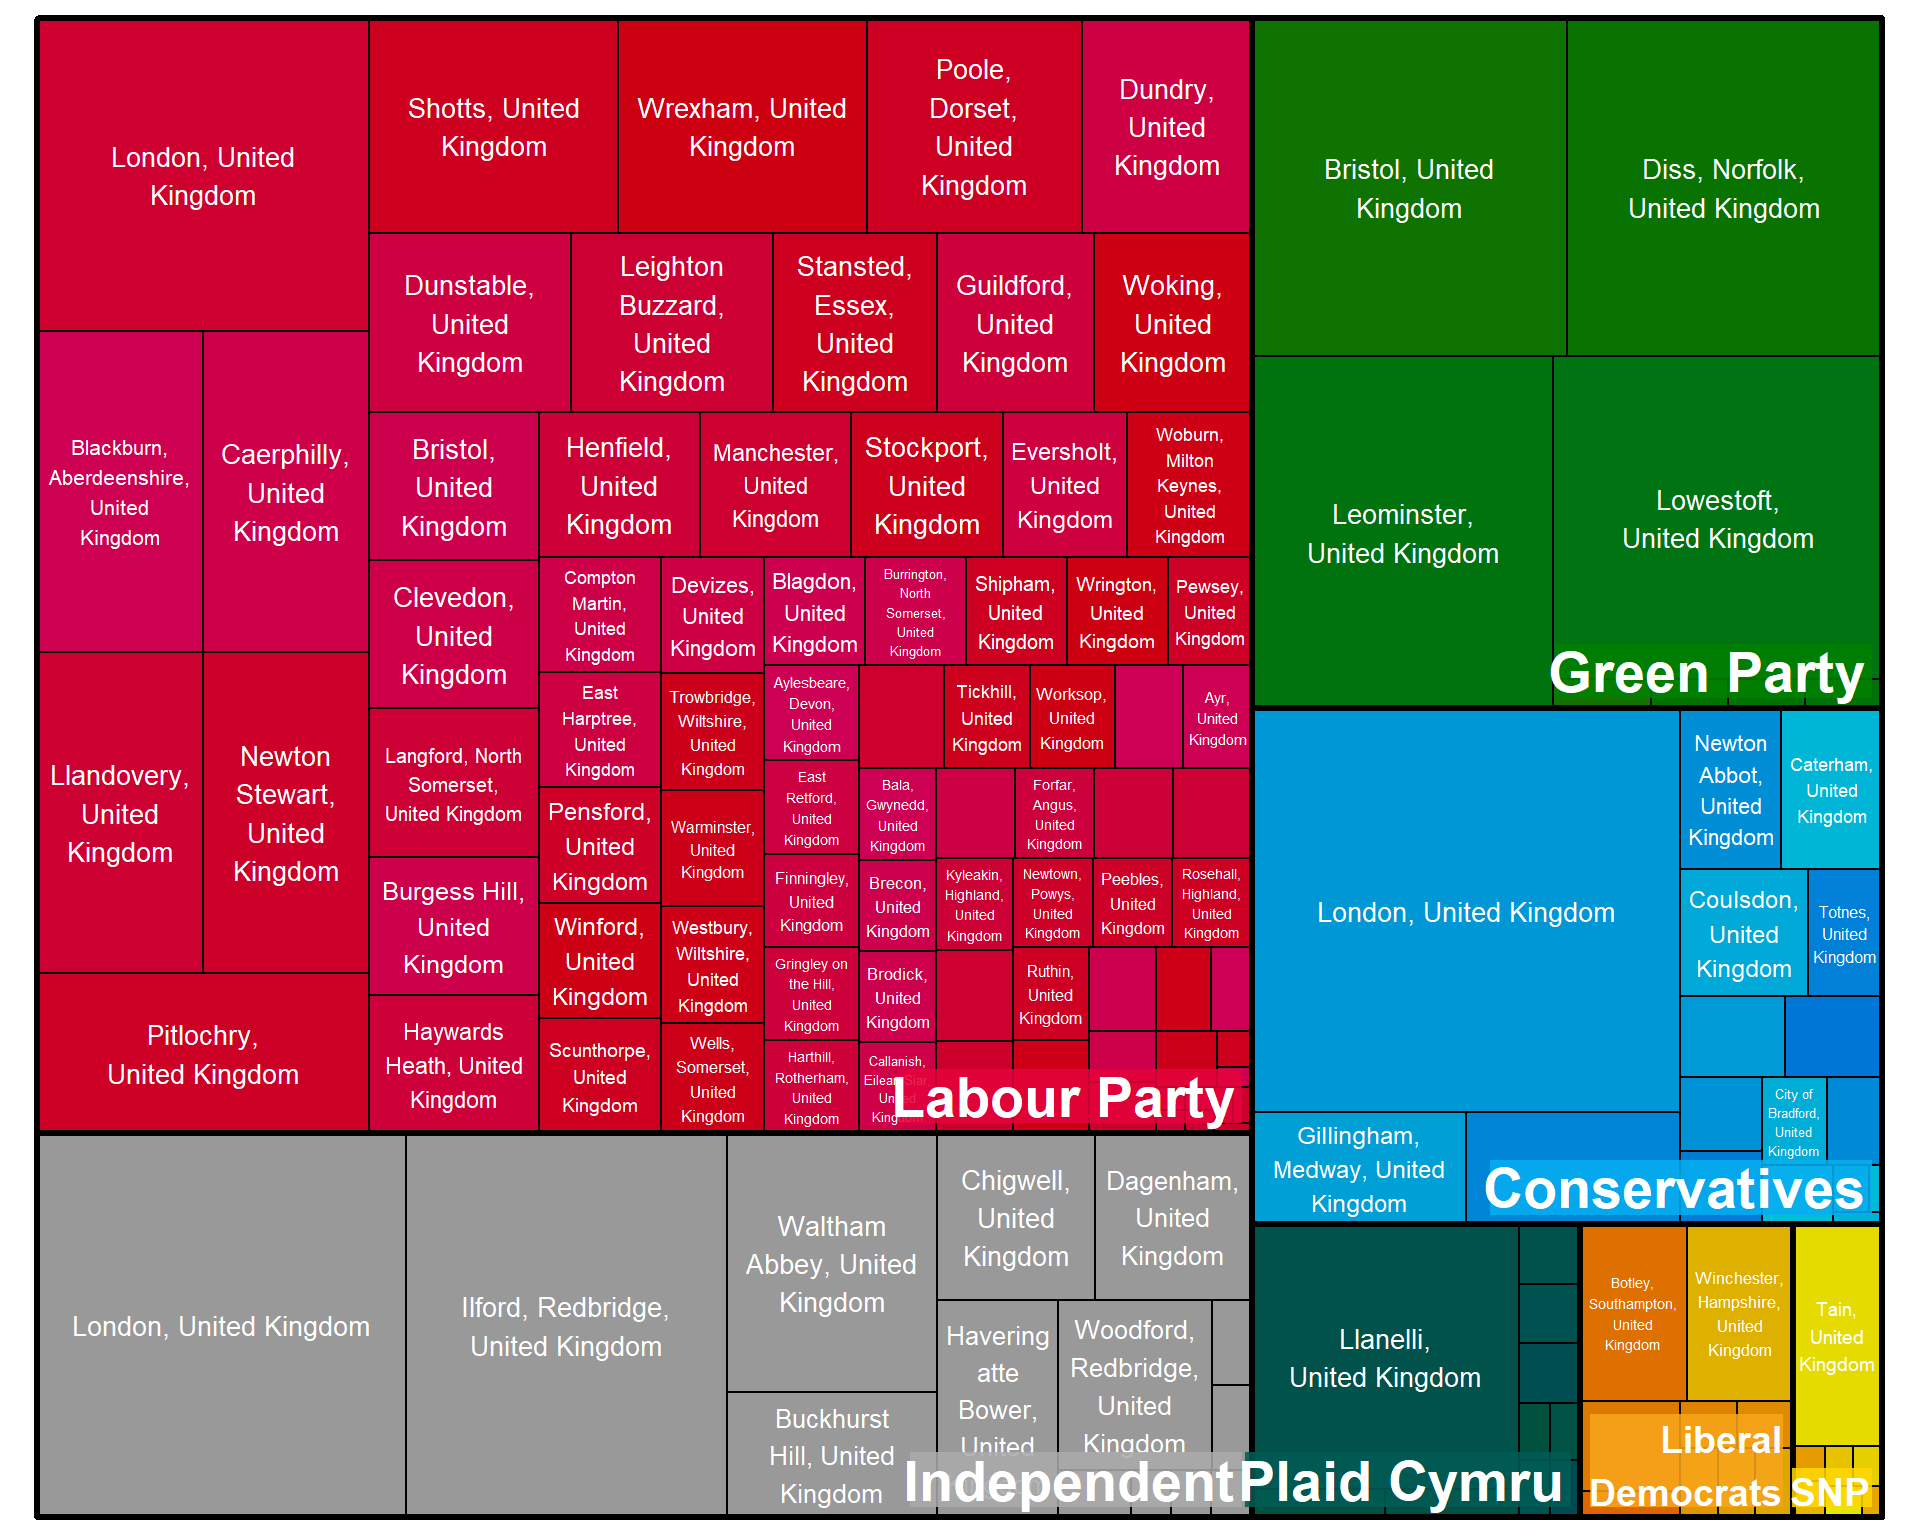 London, United
Kingdom
Shotts, United
Kingdom
Wrexham, United
Kingdom
Poole,
Dorset,
United
Kingdom
Dundry,
United
Kingdom
Dunstable,
United
Kingdom
Leighton
Buzzard,
United
Kingdom
Stansted,
Essex,
United
Kingdom
Guildford,
United
Kingdom
Woking,
United
Kingdom
Blackburn,
Aberdeenshire,
United
Kingdom
Caerphilly,
United
Kingdom
Bristol,
United
Kingdom
Henfield,
United
Kingdom
Manchester,
United
Kingdom
Stockport,
United
Kingdom
Eversholt,
United
Kingdom
Woburn,
Milton
Keynes,
United
Kingdom
Clevedon,
United
Kingdom
Compton
Martin,
United
Kingdom
Devizes,
United
Kingdom
Blagdon,
United
Kingdom
Burrington,
North
Somerset,
United
Kingdom
Shipham,
United
Kingdom
Wrington,
United
Kingdom
Pewsey,
United
Kingdom
Llandovery,
United
Kingdom
Newton
Stewart,
United
Kingdom
Langford, North
Somerset,
United Kingdom
East
Harptree,
United
Kingdom
Trowbridge,
Wiltshire,
United
Kingdom
Aylesbeare,
Devon,
United
Kingdom
Tickhill,
United
Kingdom
Worksop,
United
Kingdom
Ayr,
United
Kingdom
Pensford,
United
Kingdom
Warminster,
United
Kingdom
East
Retford,
United
Kingdom
Bala,
Gwynedd,
United
Kingdom
Forfar,
Angus,
United
Kingdom
Burgess Hill,
United
Kingdom
Winford,
United
Kingdom
Westbury,
Wiltshire,
United
Kingdom
Finningley,
United
Kingdom
Brecon,
United
Kingdom
Kyleakin,
Highland,
United
Kingdom
Newtown,
Powys,
United
Kingdom
Peebles,
United
Kingdom
Rosehall,
Highland,
United
Kingdom
Gringley on
the Hill,
United
Kingdom
Brodick,
United
Kingdom
Ruthin,
United
Kingdom
Pitlochry,
United Kingdom
Haywards
Heath, United
Kingdom
Scunthorpe,
United
Kingdom
Wells,
Somerset,
United
Kingdom
Harthill,
Rotherham,
United
Kingdom
Callanish,
Labour Party
Bristol, United
Kingdom
Diss, Norfolk,
United Kingdom
Leominster,
United Kingdom
Lowestoft,
United Kingdom
Green Party
London, United Kingdom
Newton
Abbot,
United
Kingdom
Caterham,
United
Kingdom
Coulsdon,
United
Kingdom
Totnes,
United
Kingdom
City of
Bradford,
United
Kingdom
Gillingham,
Medway, United
Kingdom
Conservatives
London, United Kingdom
Ilford, Redbridge,
United Kingdom
Waltham
Abbey, United
Kingdom
Buckhurst
Hill, United
Kingdom
Chigwell,
United
Kingdom
Dagenham,
United
Kingdom
Havering
atte
Bower,
United
Woodford,
Redbridge,
United
Kingdom
Independent
Llanelli,
United Kingdom
Plaid Cymru
Botley,
Southampton,
United
Kingdom
Winchester,
Hampshire,
United
Kingdom
Liberal
Democrats
Tain,
United
Kingdom
SNP